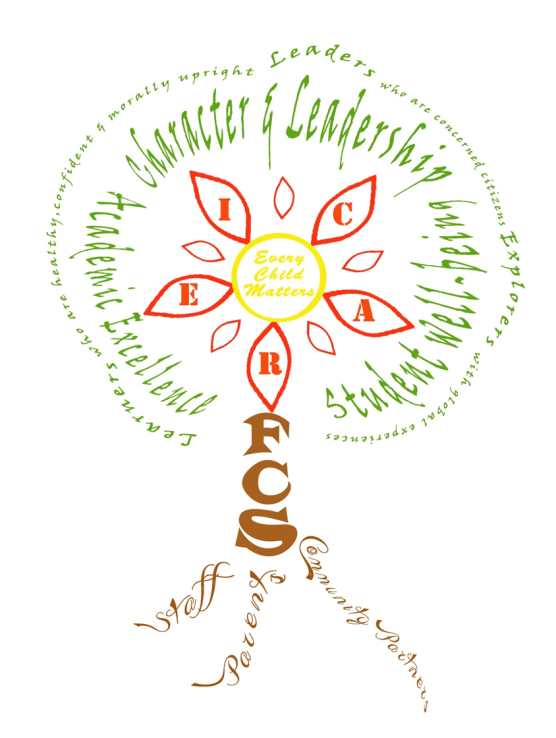 Learners who are healthy, confident & morally upright Leaders who are concerned citizens Explorers with global experiences
Academic Excellence
Character & Leadership
Student Well-being
I
C
A
R
E
Every
Child
Matters
F
C
S
Staff
Parents
Community Partners